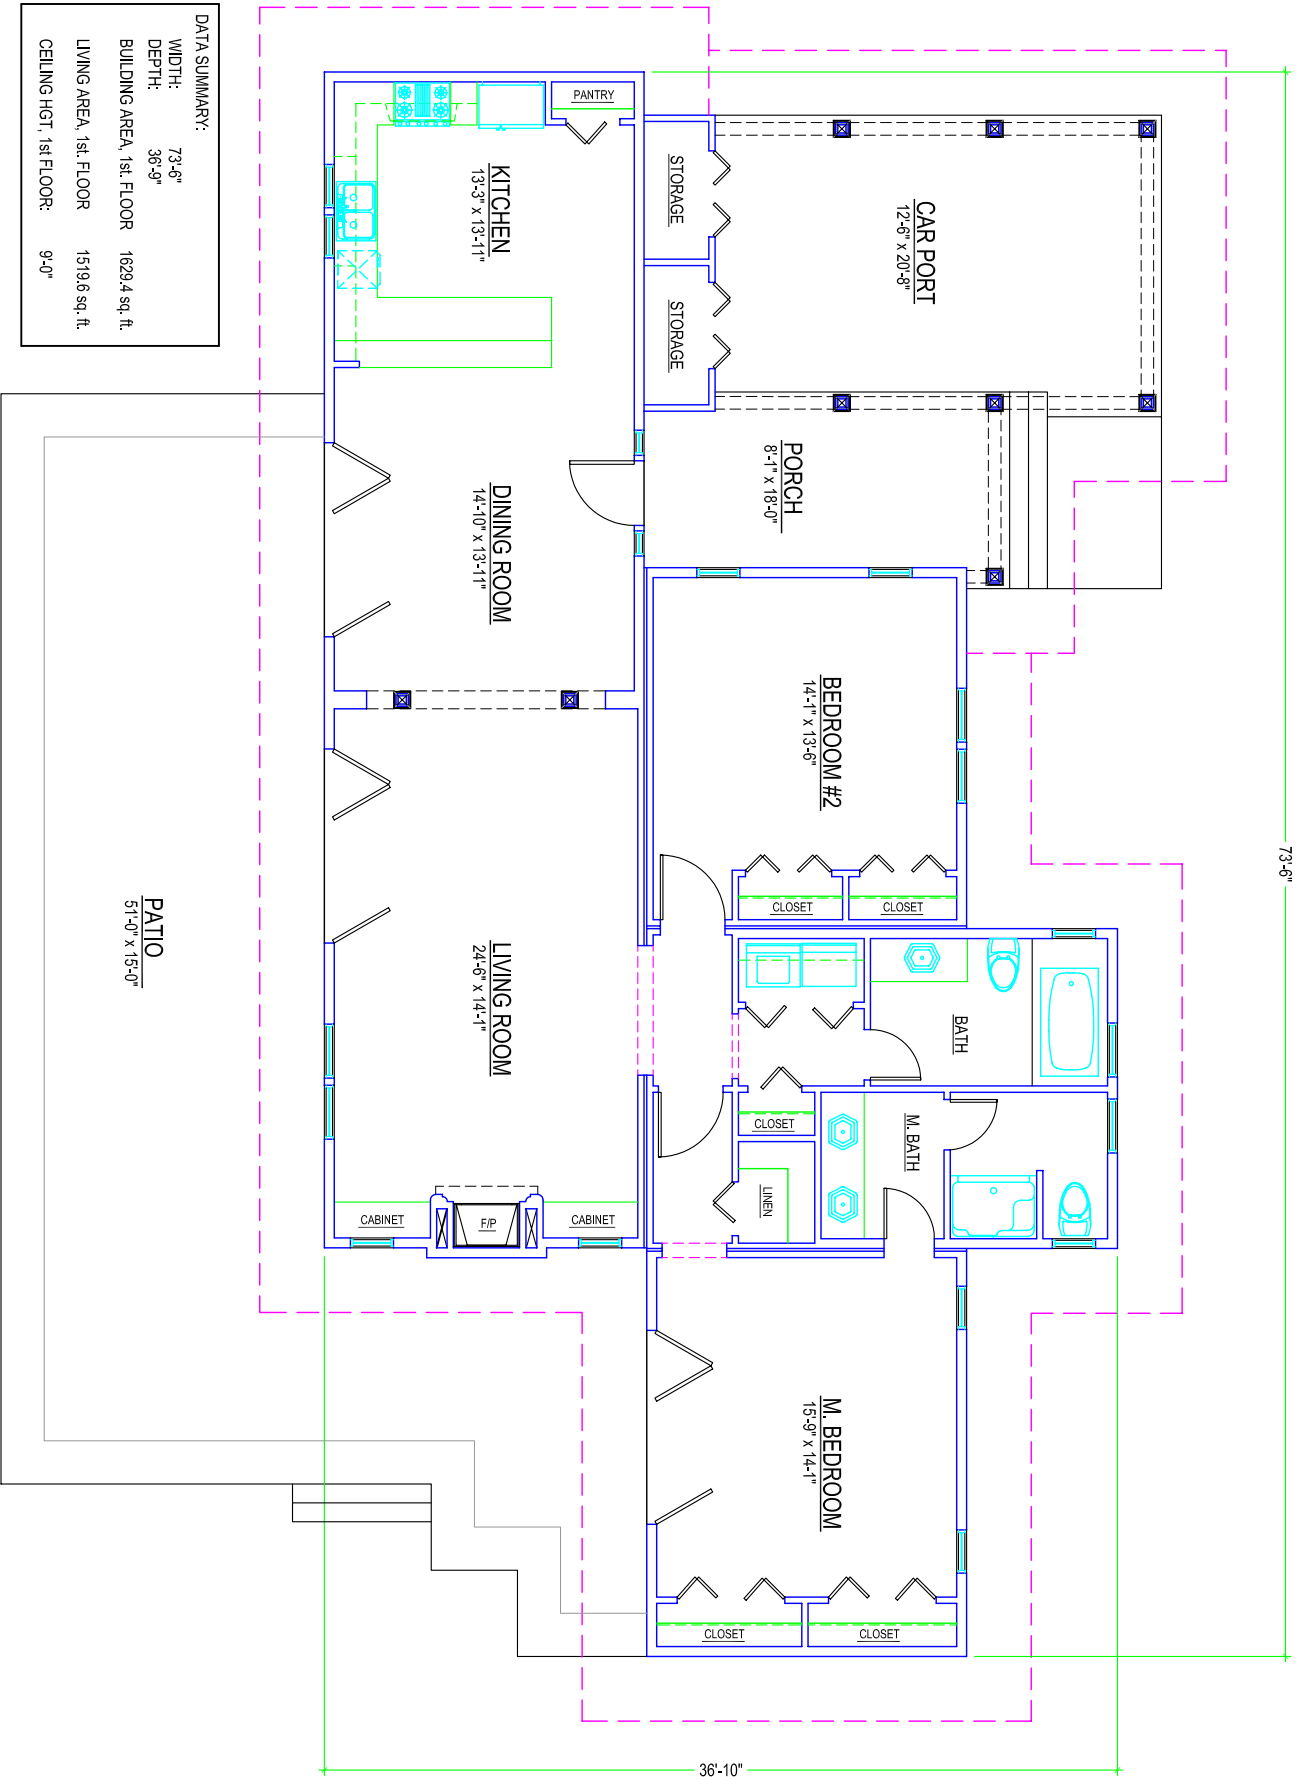 DATA SUMMARY:
WIDTH: 73'-6"
DEPTH: 36'-9"
BUILDING AREA, 1st. FLOOR 1629.4 sq. ft.
LIVING AREA, 1st. FLOOR 1519.6 sq. ft.
CEILING HGT, 1st FLOOR: 9'-0"
PANTRY
KITCHEN
13'-3" x 13'-11"
STORAGE
STORAGE
CAR PORT
12'-6" x 20'-8"
PORCH
8'-1" x 18'-0"
DINING ROOM
14'-10" x 13'-11"
BEDROOM #2
14'-1" x 13'-6"
CLOSET
CLOSET
73'-6"
PATIO
51'-0" x 15'-0"
LIVING ROOM
24'-6" x 14'-1"
BATH
CLOSET
M. BATH
LINEN
CABINET
F/P
CABINET
M. BEDROOM
15'-9" x 14'-1"
CLOSET
CLOSET
36'-10"